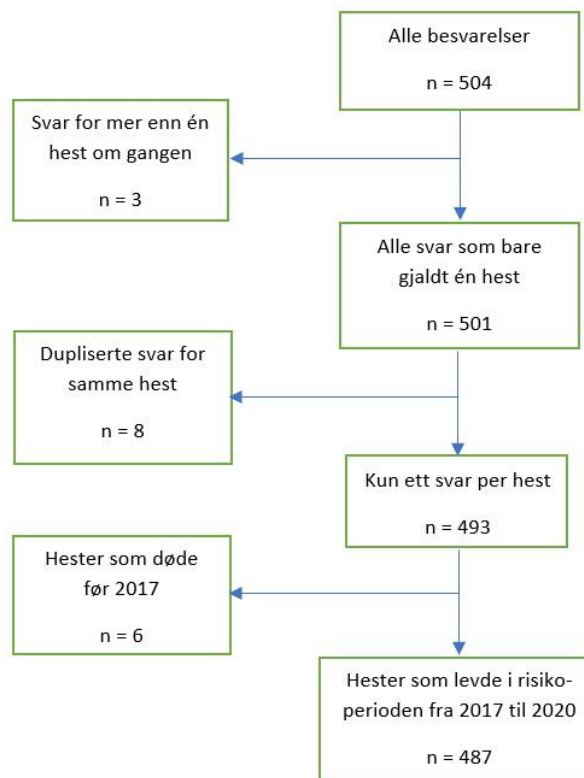 Alle besvarelser
n = 504
Svar for mer enn én
hest om gangen
n = 3
Alle svar som bare
gjaldt én hest
n = 501
Dupliserte svar for
samme hest
n = 8
Kun ett svar per hest
n = 493
Hester som døde
før 2017
n = 6
Hester som levde i risiko-
perioden fra 2017 til 2020
n = 487